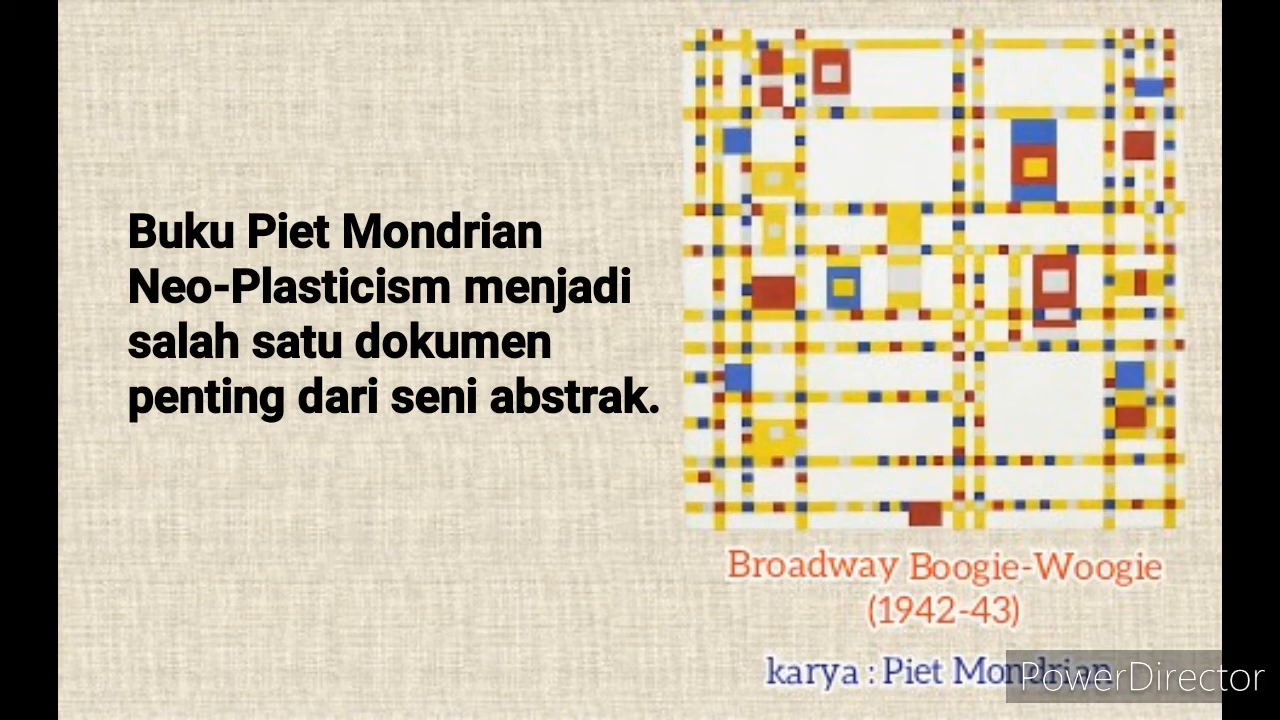 Buku Piet Mondrian
Neo-Plasticism menjadi
salah satu dokumen
penting dari seni abstrak.
Broadway Boogie-Woogie
(1942-43)
karya : Piet Mondrian
PowerDirector